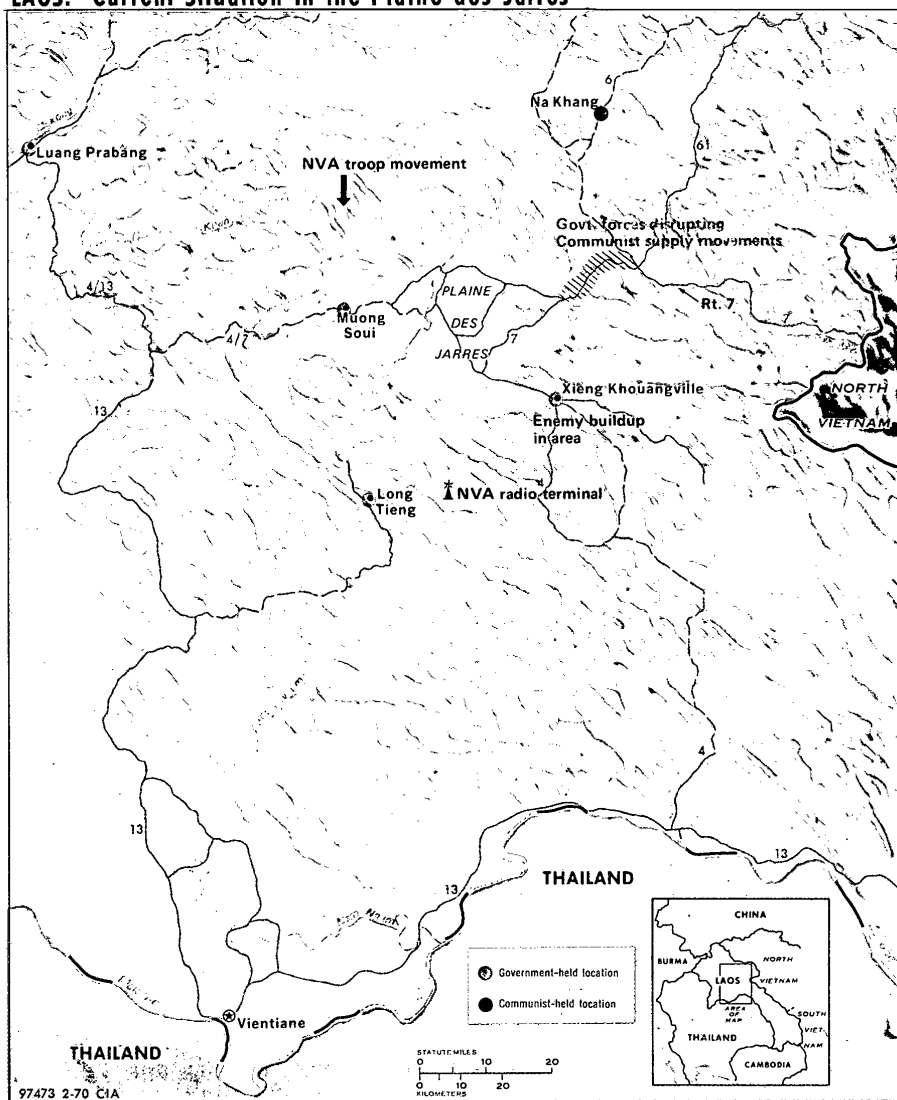 LAOS: Current Situation in the Plaine des Jarres
6
Na Khang
Luang Prabang
61
NVA troop movement
Govt. forces disrupting
Communist supply movements
4/13
PLAINE
DES
JARRES
Rt. 7
7
Muong
Soui
4/7
7
13
Xieng Khouangville
NORTH
VIETNAM
Enemy buildup
in area
4
Long
Tieng
NVA radio terminal
4
13
13
THAILAND
13
Government-held location
Communist-held location
Vientiane
THAILAND
STATUTE MILES
0 10 20
0 10 20
KILOMETERS
CHINA
BURMA
NORTH
VIETNAM
LAOS
AREA
OF
MAP
SOUTH
VIET-
NAM
THAILAND
CAMBODIA
97473 2-70 CIA